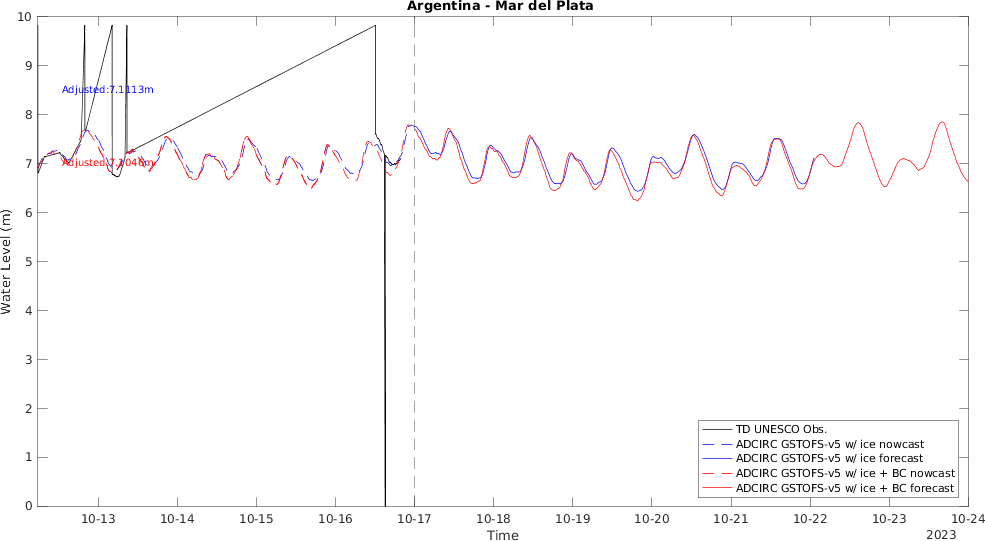 Argentina - Mar del Plata
10
9
8
7
6
5
4
3
2
1
0
Water Level (m)
Adjusted:7.1113m
10-13
10-14
10-15
10-16
10-17
10-18
10-19
10-20
10-21
10-22
10-23
10-24
Time
2023
TD UNESCO Obs.
ADCIRC GSTOFS-v5 w/ ice nowcast
ADCIRC GSTOFS-v5 w/ ice forecast
ADCIRC GSTOFS-v5 w/ ice + BC nowcast
ADCIRC GSTOFS-v5 w/ ice + BC forecast